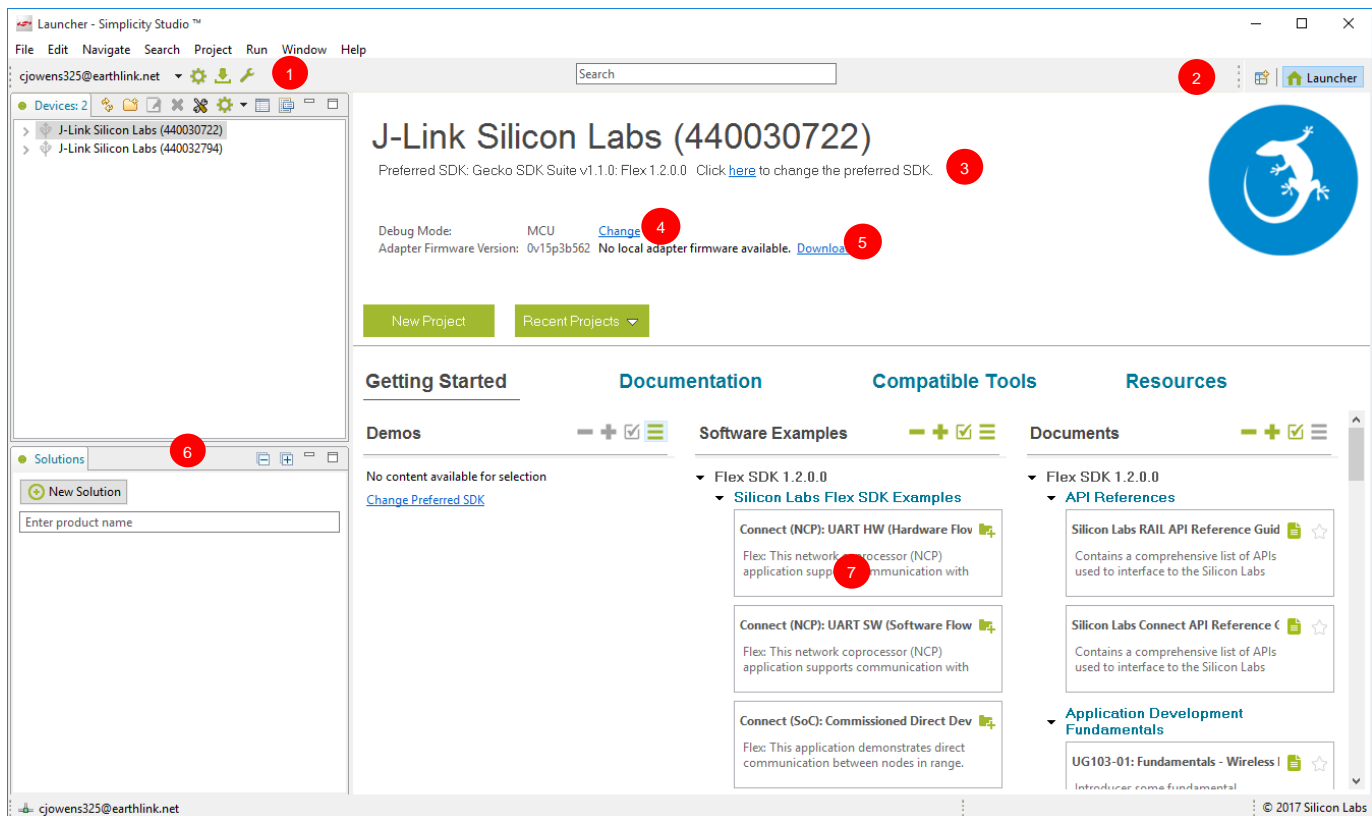 Launcher - Simplicity Studio ™
File Edit Navigate Search Project Run Window Help
cjowens325@earthlink.net
1
Search
2
Launcher
Devices: 2
J-Link Silicon Labs (440030722)
J-Link Silicon Labs (440032794)
J-Link Silicon Labs (440030722)
Preferred SDK: Gecko SDK Suite v1.1.0: Flex 1.2.0.0 Click here to change the preferred SDK.
3
Debug Mode: MCU Change
4
Adapter Firmware Version: 0v15p3b562 No local adapter firmware available.
5
New Project
Recent Projects
Getting Started
Documentation
Compatible Tools
Resources
6
Solutions
New Solution
Enter product name
Demos
No content available for selection
Change Preferred SDK
Software Examples
Flex SDK 1.2.0.0
Silicon Labs Flex SDK Examples
Connect (NCP): UART HW (Hardware Flov
Flex: This network coprocessor (NCP)
application communication with
7
Connect (NCP): UART SW (Software Flow
Flex: This network coprocessor (NCP)
application supports communication with
Connect (SoC): Commissioned Direct Dev
Flex: This application demonstrates direct
communication between nodes in range.
Documents
Flex SDK 1.2.0.0
API References
Silicon Labs RAIL API Reference Guid
Contains a comprehensive list of APIs
used to interface to the Silicon Labs
Silicon Labs Connect API Reference
Contains a comprehensive list of APIs
used to interface to the Silicon Labs
Application Development
Fundamentals
UG103-01: Fundamentals - Wireless
Introduces some fundamental
cjowens325@earthlink.net
© 2017 Silicon Labs